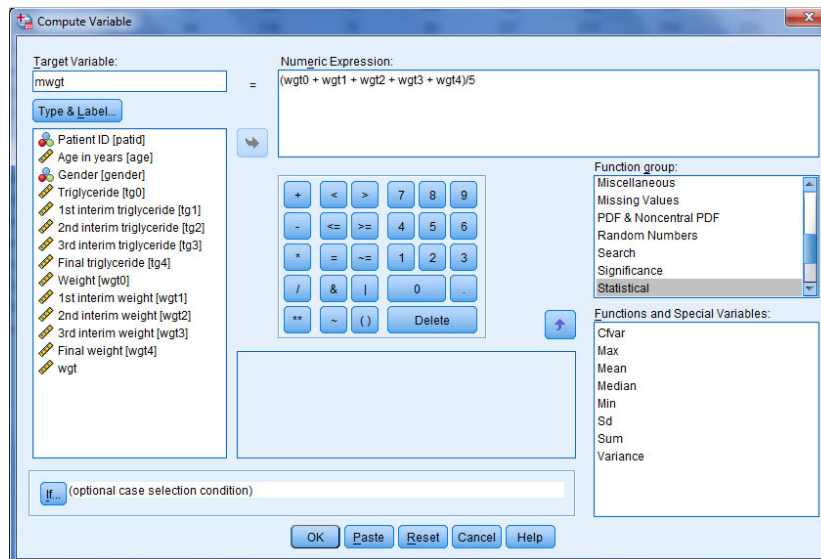 Compute Variable
Target Variable:
mwgt
=
Numeric Expression:
(wgt0 + wgt1 + wgt2 + wgt3 + wgt4)/5
Type & Label...
Patient ID [patid]
Age in years [age]
Gender [gender]
Triglyceride [tg0]
1st interim triglyceride [tg1]
2nd interim triglyceride [tg2]
3rd interim triglyceride [tg3]
Final triglyceride [tg4]
Weight [wgt0]
1st interim weight [wgt1]
2nd interim weight [wgt2]
3rd interim weight [wgt3]
Final weight [wgt4]
wgt
+ < > 7 8 9
- <= >= 4 5 6
* = ~= 1 2 3
/ & | 0 .
** ~ ( ) Delete
Function group:
Miscellaneous
Missing Values
PDF & Noncentral PDF
Random Numbers
Search
Significance
Statistical
Functions and Special Variables:
Cfvar
Max
Mean
Median
Min
Sd
Sum
Variance
If... (optional case selection condition)
OK Paste Reset Cancel Help